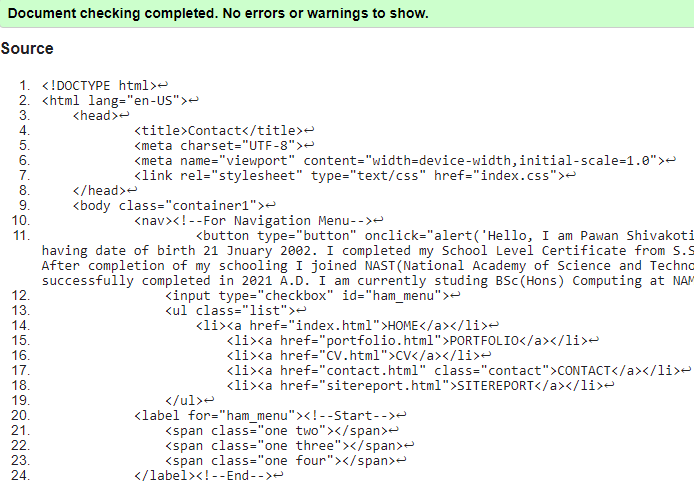 Document checking completed. No errors or warnings to show.
Source
1. <!DOCTYPE html>↩
2. <html lang="en-US">↩
3. <head>↩
4. <title>Contact</title>↩
5. <meta charset="UTF-8">↩
6. <meta name="viewport" content="width=device-width,initial-scale=1.0">↩
7. <link rel="stylesheet" type="text/css" href="index.css">↩
8. </head>↩
9. <body class="container1">↩
10. <nav><!--For Navigation Menu-->↩
11. <button type="button" onclick="alert('Hello, I am Pawan Shivakoti
having date of birth 21 Jnuary 2002. I completed my School Level Certificate from S.S
After completion of my schooling I joined NAST(National Academy of Science and Techno
successfully completed in 2021 A.D. I am currently studing BSc(Hons) Computing at NAM
12. <input type="checkbox" id="ham_menu">↩
13. <ul class="list">↩
14. <li><a href="index.html">HOME</a></li>↩
15. <li><a href="portfolio.html">PORTFOLIO</a></li>↩
16. <li><a href="CV.html">CV</a></li>↩
17. <li><a href="contact.html" class="contact">CONTACT</a></li>↩
18. <li><a href="sitereport.html">SITEREPORT</a></li>↩
19. </ul>↩
20. <label for="ham_menu"><!--Start-->↩
21. <span class="one two"></span>↩
22. <span class="one three"></span>↩
23. <span class="one four"></span>↩
24. </label><!--End-->↩